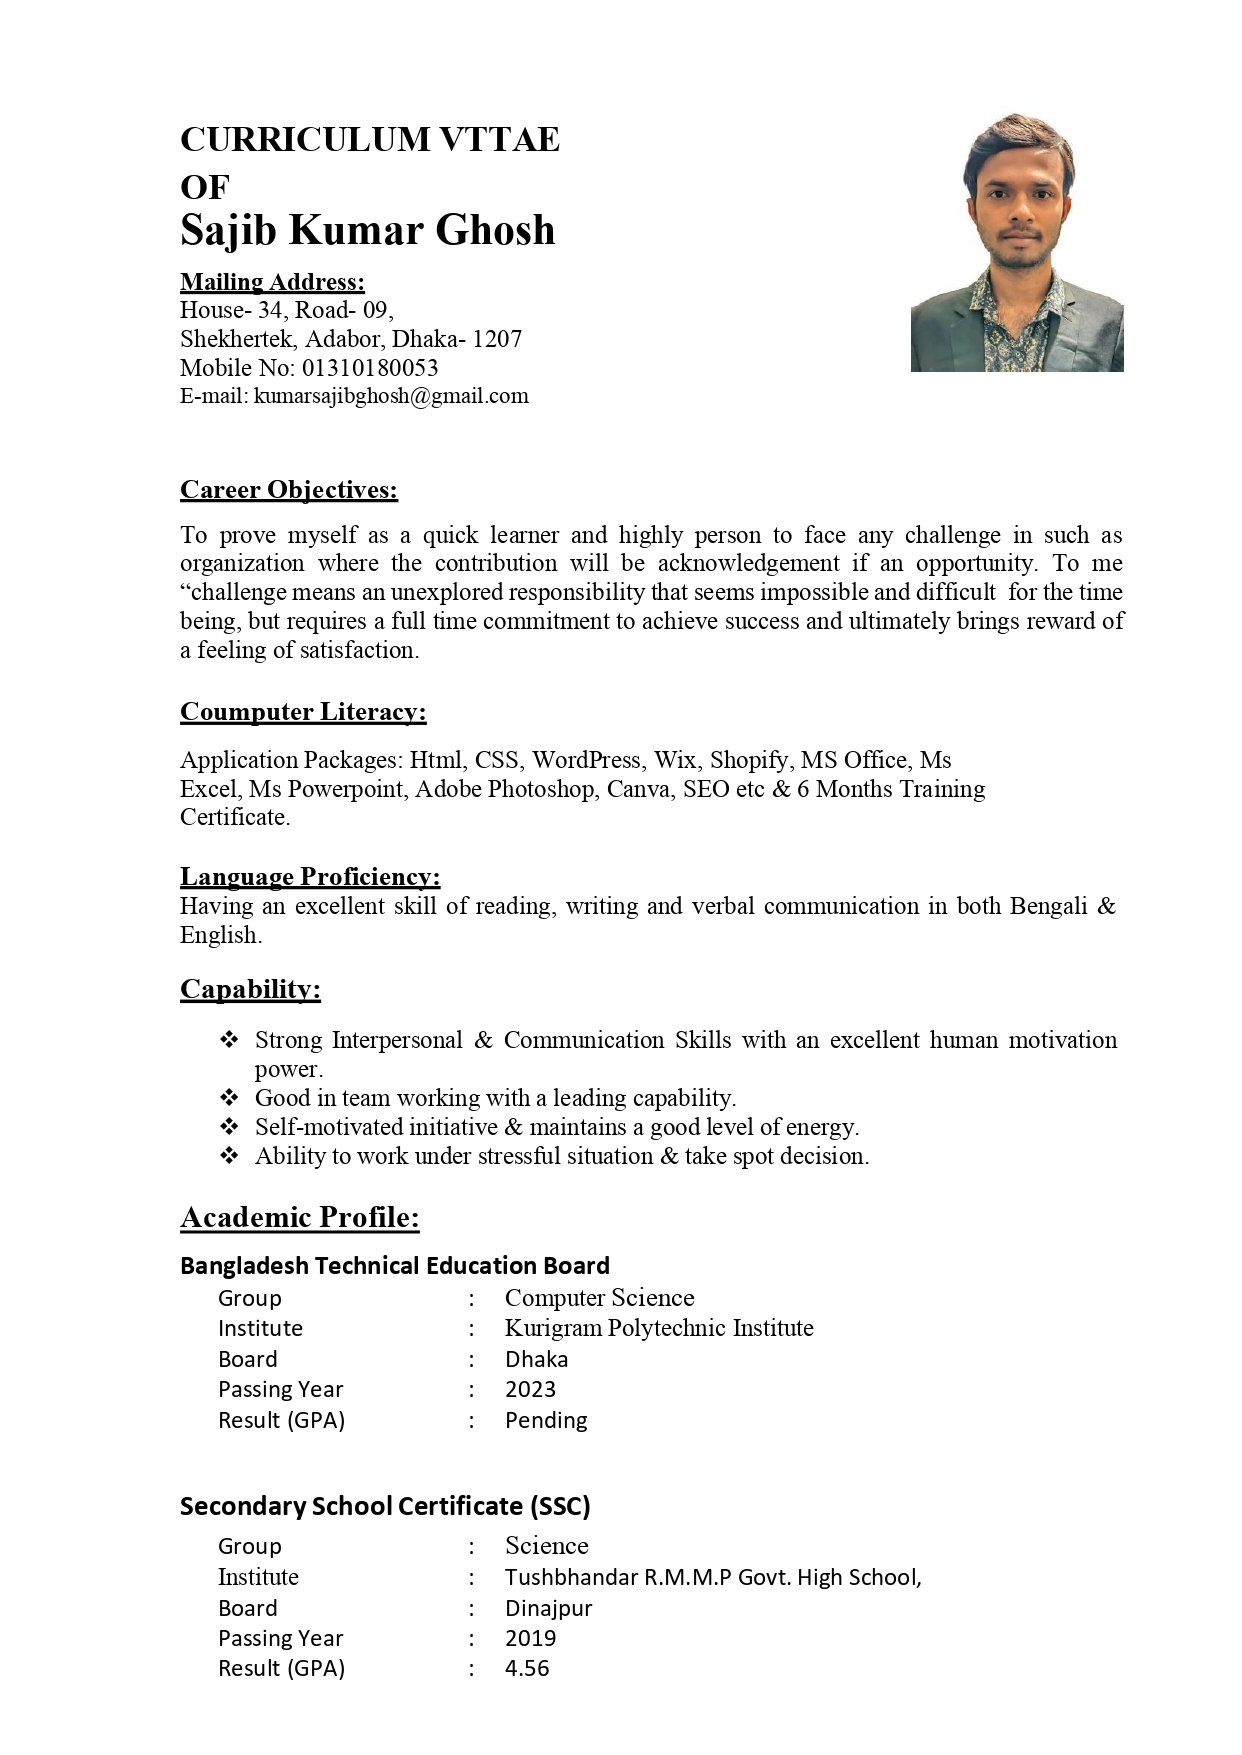 CURRICULUM VTTAE
OF
Sajib Kumar Ghosh
Mailing Address:
House- 34, Road- 09,
Shekhertek, Adabor, Dhaka- 1207
Mobile No: 01310180053
E-mail: kumarsajibghosh@gmail.com
Career Objectives:
To prove myself as a quick learner and highly person to face any challenge in such as
organization where the contribution will be acknowledgement if an opportunity. To me
“challenge means an unexplored responsibility that seems impossible and difficult for the time
being, but requires a full time commitment to achieve success and ultimately brings reward of
a feeling of satisfaction.
Coumputer Literacy:
Application Packages: Html, CSS, WordPress, Wix, Shopify, MS Office, Ms
Excel, Ms Powerpoint, Adobe Photoshop, Canva, SEO etc & 6 Months Training
Certificate.
Language Proficiency:
Having an excellent skill of reading, writing and verbal communication in both Bengali &
English.
Capability:
❖ Strong Interpersonal & Communication Skills with an excellent human motivation
power.
❖ Good in team working with a leading capability.
❖ Self-motivated initiative & maintains a good level of energy.
❖ Ability to work under stressful situation & take spot decision.
Academic Profile:
Bangladesh Technical Education Board
Group : Computer Science
Institute : Kurigram Polytechnic Institute
Board : Dhaka
Passing Year : 2023
Result (GPA) : Pending
Secondary School Certificate (SSC)
Group : Science
Institute : Tushbhandar R.M.M.P Govt. High School,
Board : Dinajpur
Passing Year : 2019
Result (GPA) : 4.56